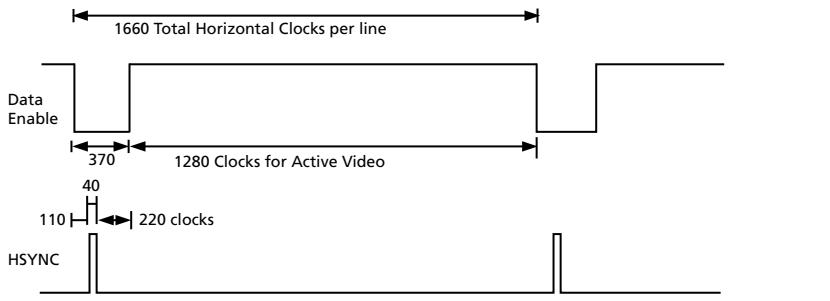 1660 Total Horizontal Clocks per line
Data
Enable
370
1280 Clocks for Active Video
40
110
220 clocks
HSYNC